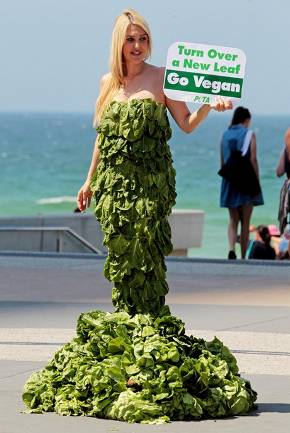 Turn Over
a New Leaf
Go Vegan
PETA